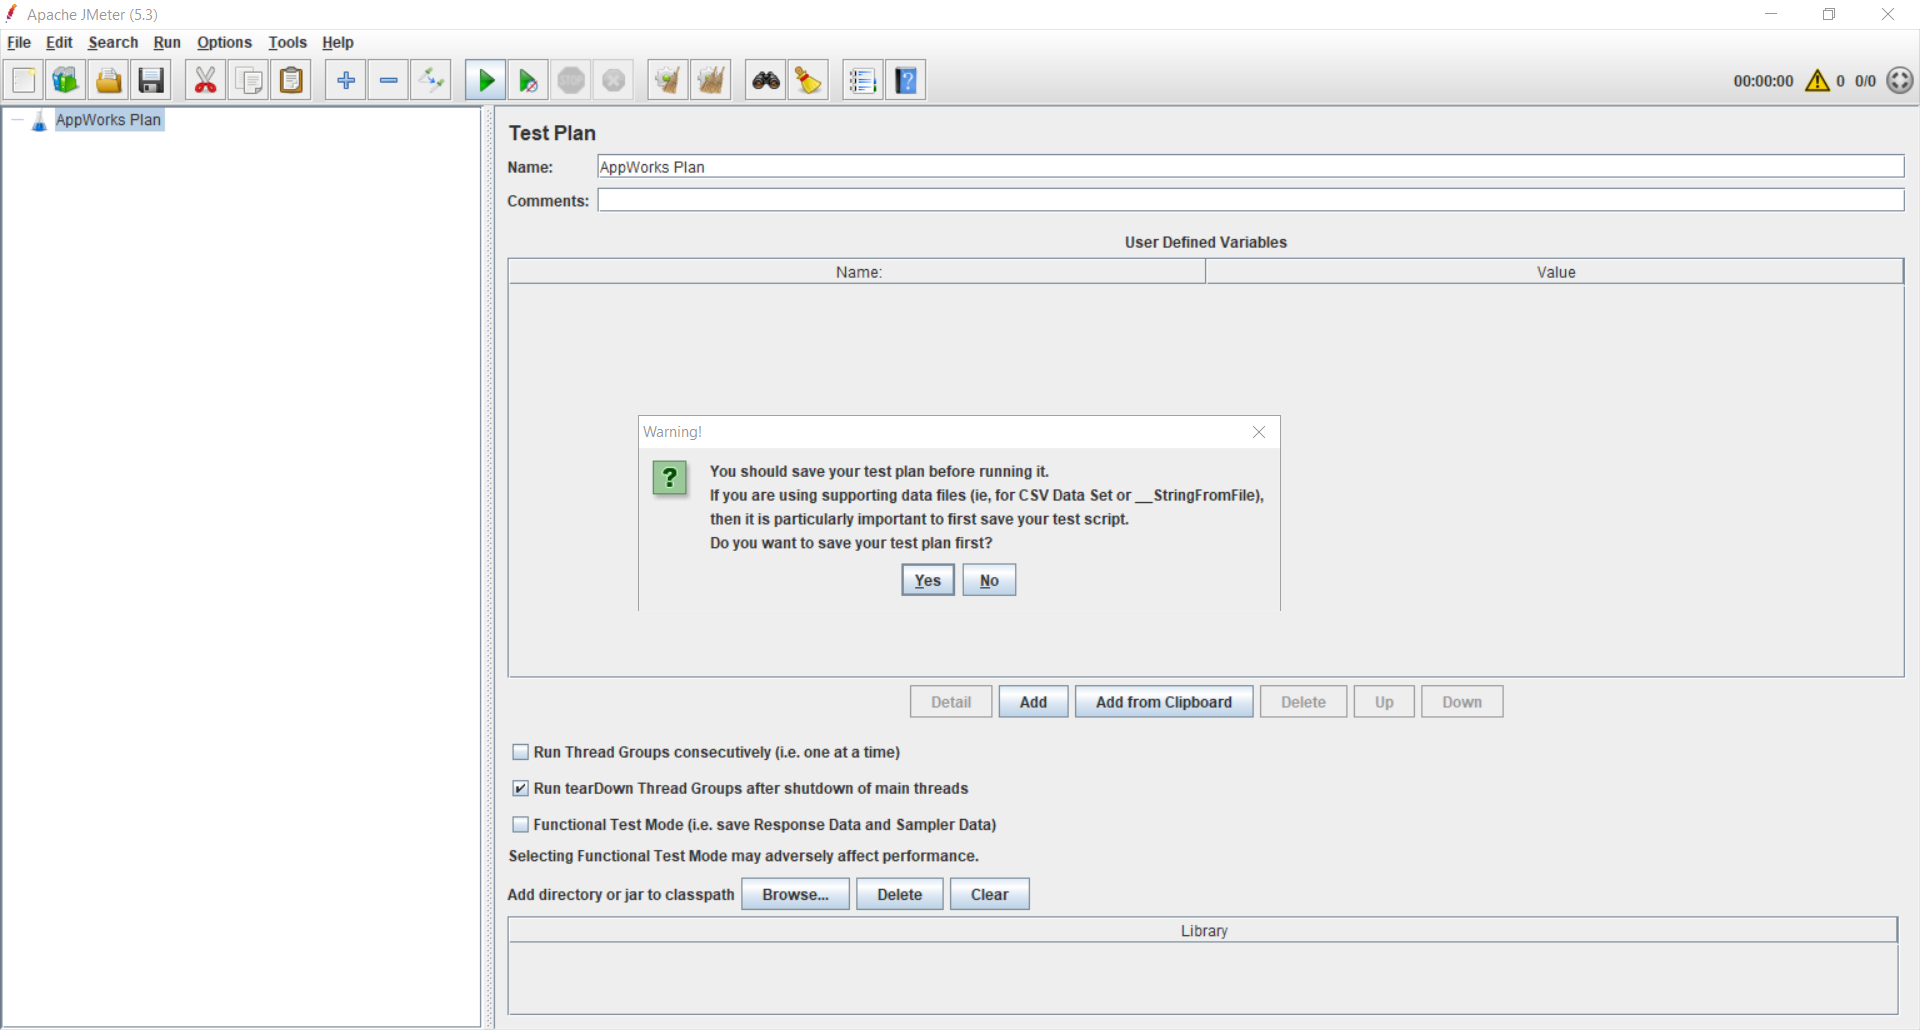 Apache JMeter (5.3)
File Edit Search Run Options Tools Help
STOP
?
00:00:00 0 0/0
AppWorks Plan
Test Plan
Name: AppWorks Plan
Comments:
User Defined Variables
Name: Value
Warning!
?
You should save your test plan before running it.
If you are using supporting data files (ie, for CSV Data Set or __StringFromFile),
then it is particularly important to first save your test script.
Do you want to save your test plan first?
Yes No
Detail Add Add from Clipboard Delete Up Down
Run Thread Groups consecutively (i.e. one at a time)
Run tearDown Thread Groups after shutdown of main threads
Functional Test Mode (i.e. save Response Data and Sampler Data)
Selecting Functional Test Mode may adversely affect performance.
Add directory or jar to classpath Browse... Delete Clear
Library